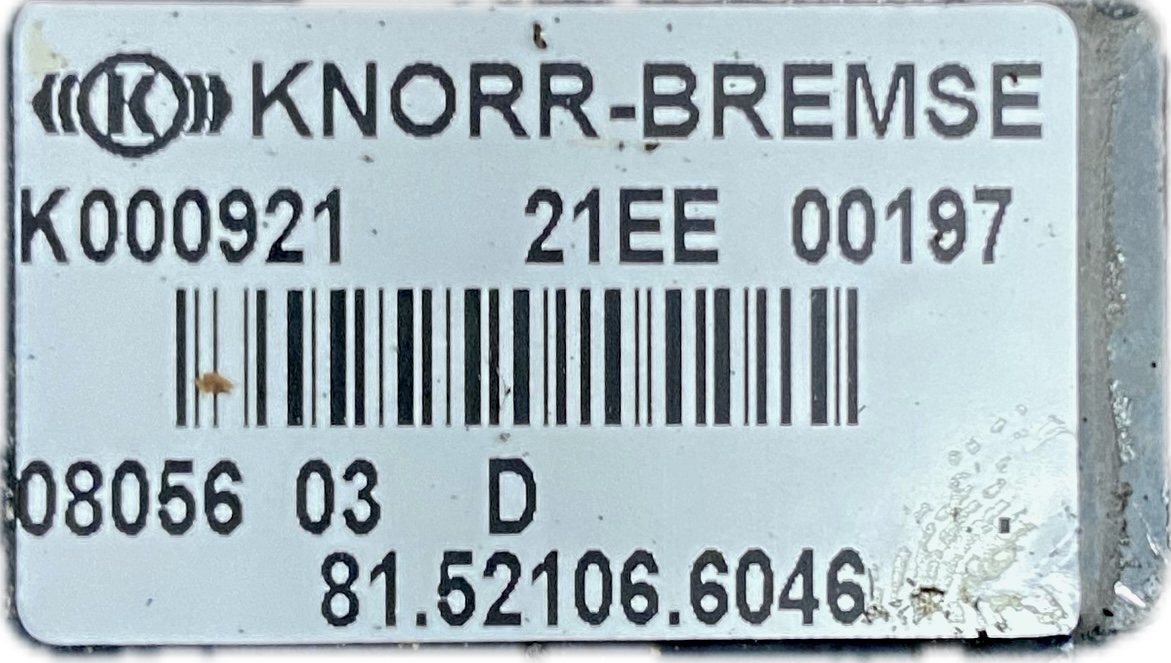 K KNORR-BREMSE
K000921 21EE 00197
08056 03 D
81.52106.6046